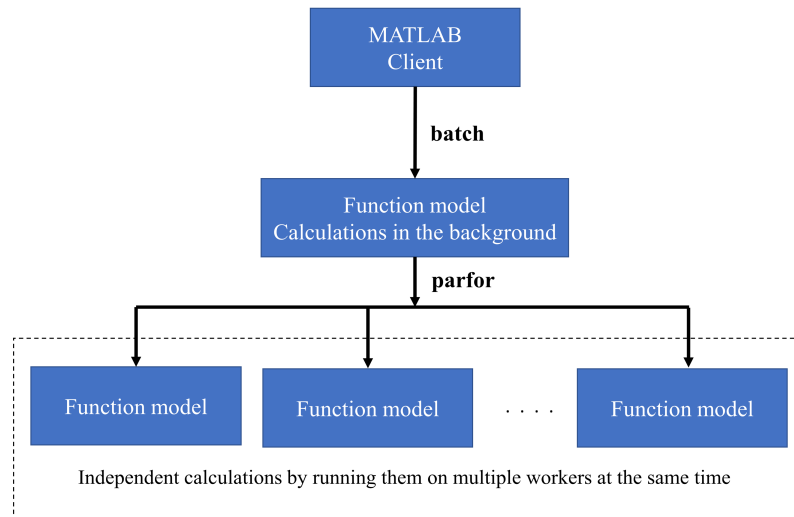 MATLAB
Client
batch
Function model
Calculations in the background
parfor
Function model
Function model
. . . .
Function model
Independent calculations by running them on multiple workers at the same time